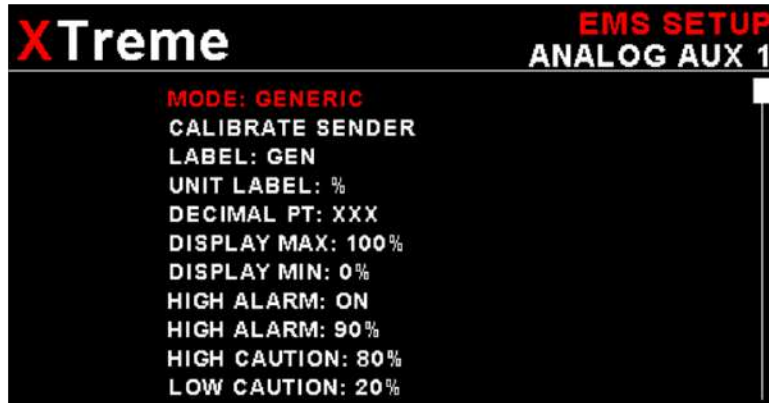 XTreme
EMS SETUP
ANALOG AUX 1
MODE: GENERIC
CALIBRATE SENDER
LABEL: GEN
UNIT LABEL: %
DECIMAL PT: XXX
DISPLAY MAX: 100%
DISPLAY MIN: 0%
HIGH ALARM: ON
HIGH ALARM: 90%
HIGH CAUTION: 80%
LOW CAUTION: 20%